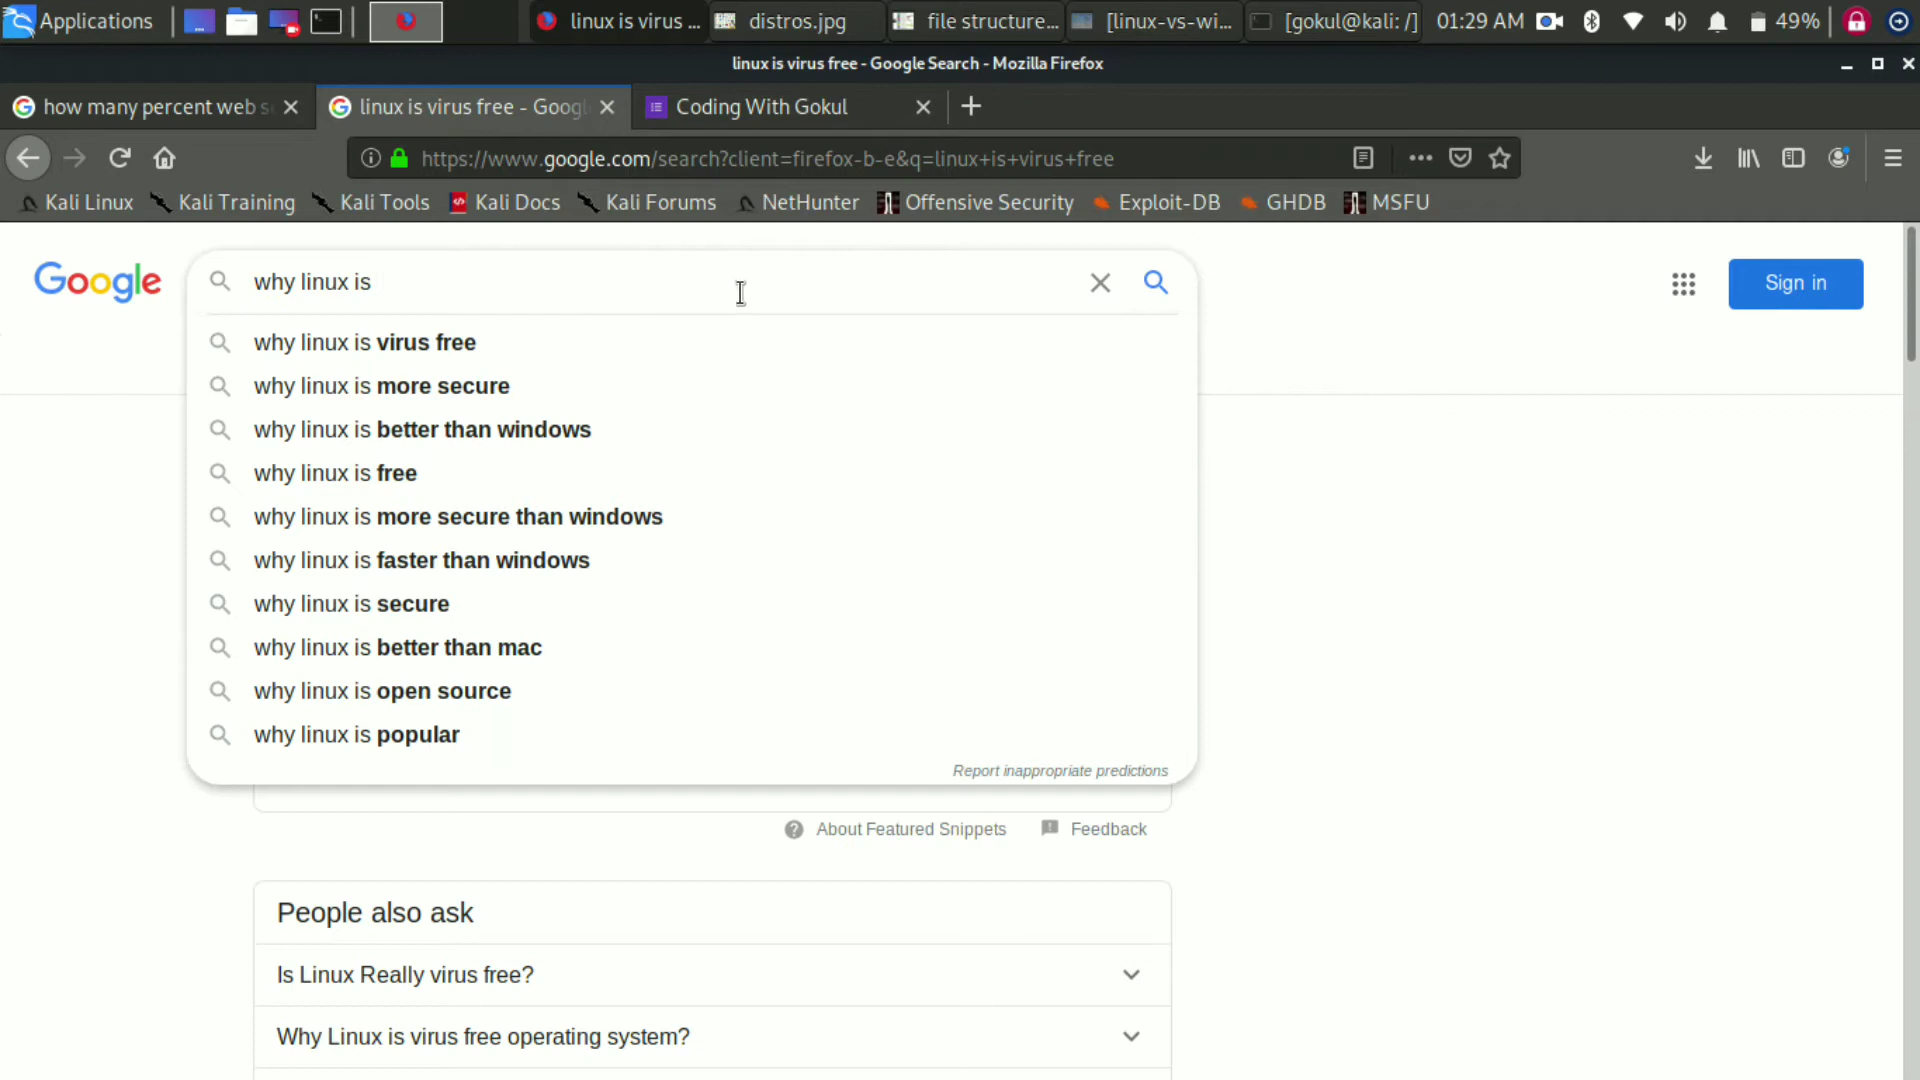 Applications
linux is virus ...
distros.jpg
file structure...
[linux-vs-wi...
[gokul@kali: /]
01:29 AM
49%
linux is virus free - Google Search - Mozilla Firefox
how many percent web s
linux is virus free - Googl
Coding With Gokul
https://www.google.com/search?client=firefox-b-e&q=linux+is+virus+free
Kali Linux
Kali Training
Kali Tools
Kali Docs
Kali Forums
NetHunter
Offensive Security
Exploit-DB
GHDB
MSFU
Google
why linux is
Sign in
why linux is virus free
why linux is more secure
why linux is better than windows
why linux is free
why linux is more secure than windows
why linux is faster than windows
why linux is secure
why linux is better than mac
why linux is open source
why linux is popular
Report inappropriate predictions
About Featured Snippets
Feedback
People also ask
Is Linux Really virus free?
Why Linux is virus free operating system?